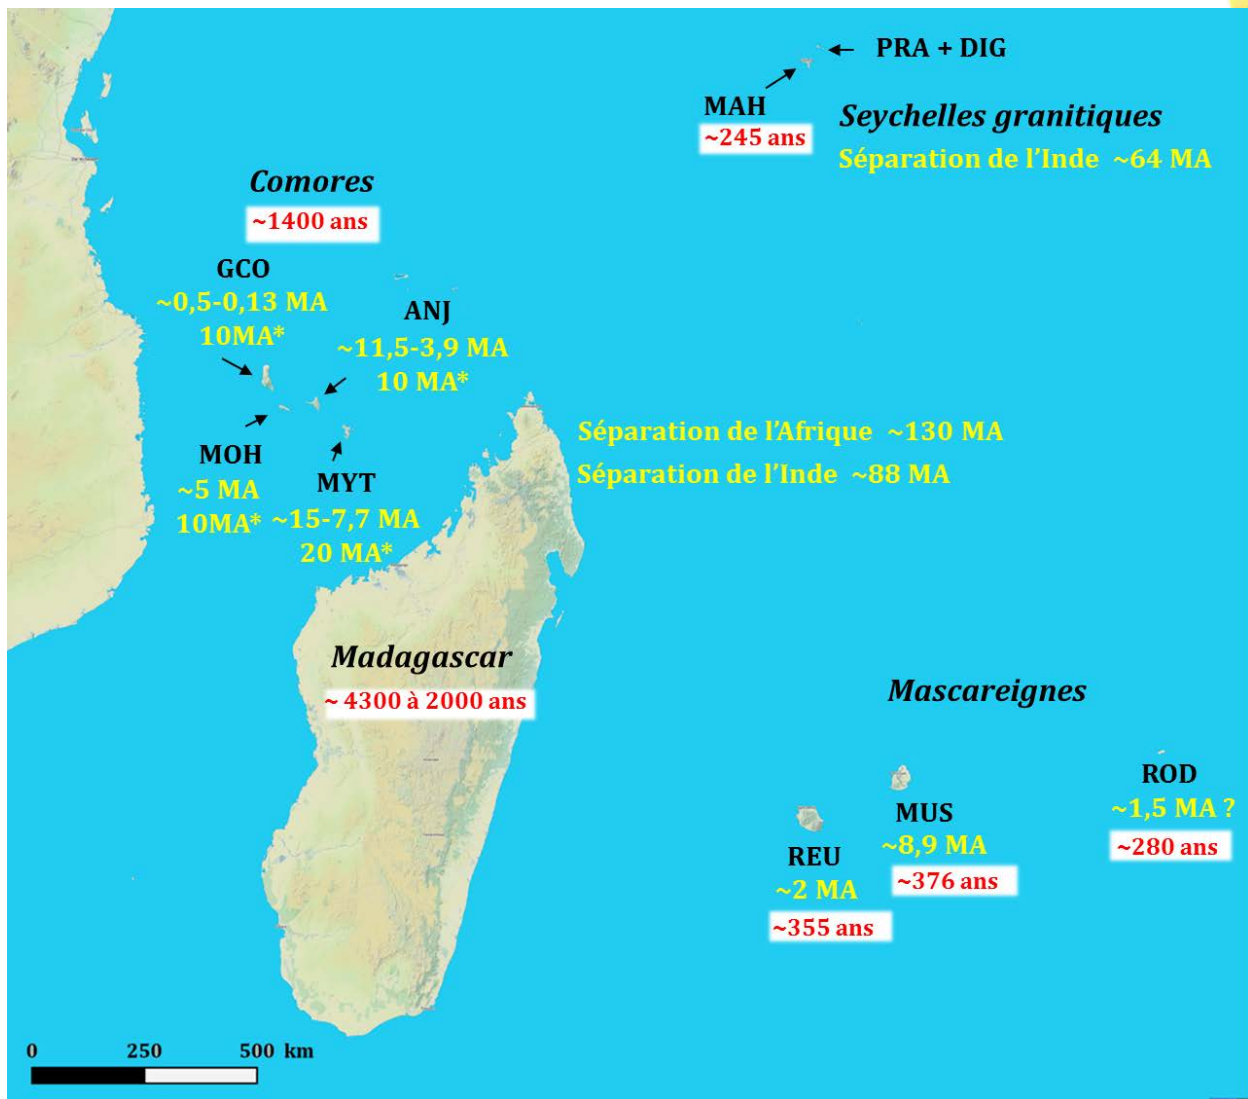 PRA + DIG
MAH
~245 ans
Seychelles granitiques
Séparation de l'Inde ~64 MA
Comores
~1400 ans
GCO
~0,5-0,13 MA
10MA*
ANJ
~11,5-3,9 MA
10 MA*
MOH
~5 MA
10MA*
MYT
~15-7,7 MA
20 MA*
Séparation de l'Afrique ~130 MA
Séparation de l'Inde ~88 MA
Madagascar
~ 4300 à 2000 ans
Mascareignes
REU
~2 MA
~355 ans
MUS
~8,9 MA
~376 ans
ROD
~1,5 MA ?
~280 ans
0 250 500 km